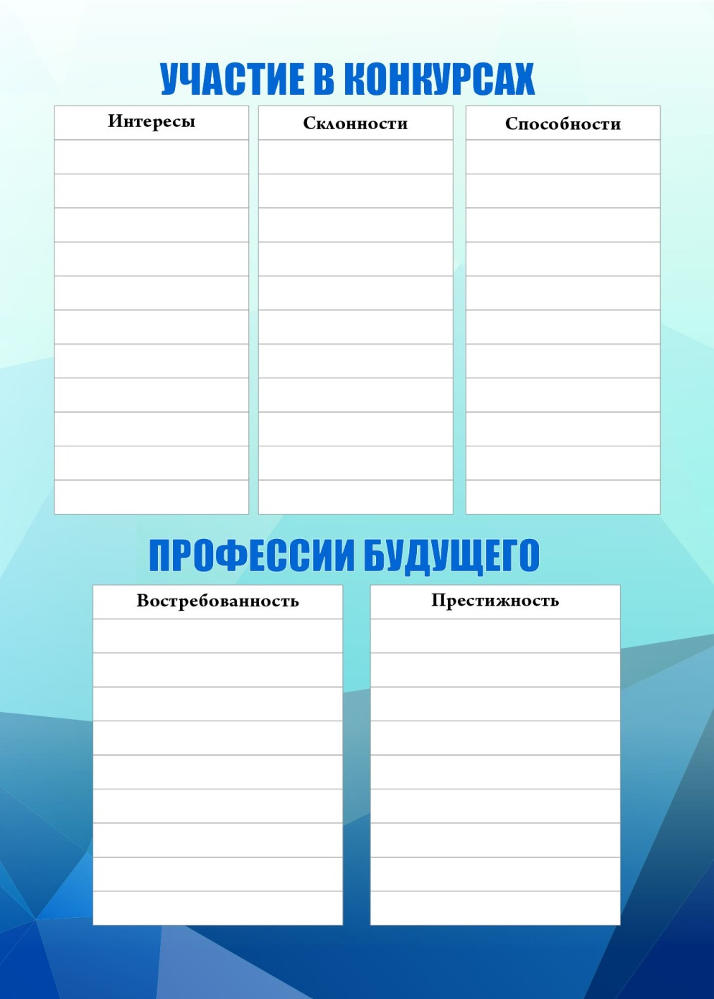 УЧАСТИЕ В КОНКУРСАХ
Интересы
Склонности
Способности
ПРОФЕССИИ БУДУЩЕГО
Востребованность
Престижность